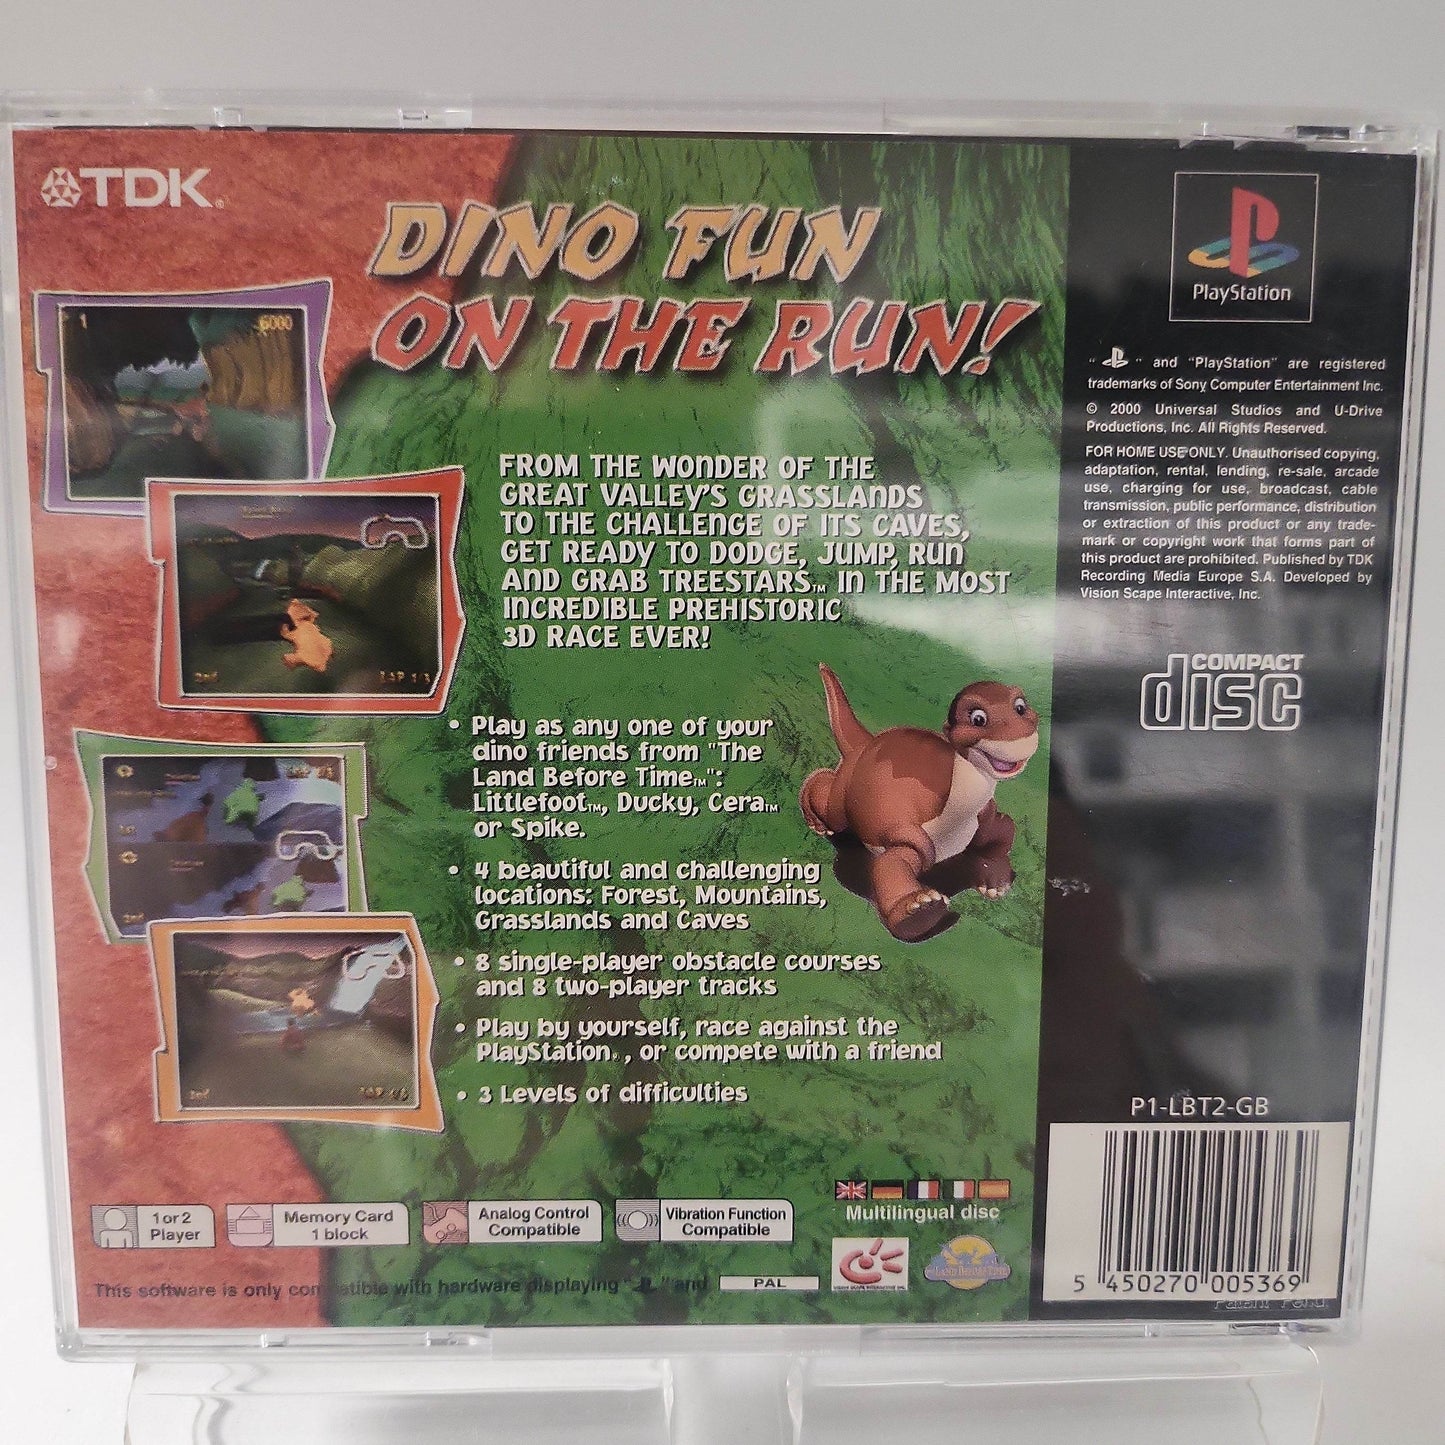 TDK
DINO FUN
ON THE RUN!
1
6000
FROM THE WONDER OF THE
GREAT VALLEY'S GRASSLANDS
TO THE CHALLENGE OF ITS CAVES,
GET READY TO DODGE, JUMP, RUN
AND GRAB TREESTARS™ IN THE MOST
INCREDIBLE PREHISTORIC
3D RACE EVER!
2nd
LAP 1/3
• Play as any one of your
dino friends from "The
Land Before Time™":
Littlefoot™, Ducky, Cera™
or Spike.
• 4 beautiful and challenging
locations: Forest, Mountains,
Grasslands and Caves
• 8 single-player obstacle courses
and 8 two-player tracks
• Play by yourself, race against the
PlayStation®, or compete with a friend
• 3 Levels of difficulties
1st
2nd
2nd
1 or 2
Player
Memory Card
1 block
Analog Control
Compatible
Vibration Function
Compatible
This software is only compatible with hardware displaying " " and
PAL
Multilingual disc
PlayStation
" " and "PlayStation" are registered
trademarks of Sony Computer Entertainment Inc.
© 2000 Universal Studios and U-Drive
Productions, Inc. All Rights Reserved.
FOR HOME USE ONLY. Unauthorised copying,
adaptation, rental, lending, re-sale, arcade
use, charging for use, broadcast, cable
transmission, public performance, distribution
or extraction of this product or any trade-
mark or copyright work that forms part of
this product are prohibited. Published by TDK
Recording Media Europe S.A. Developed by
Vision Scape Interactive, Inc.
COMPACT
disc
P1-LBT2-GB
5 450270 005369